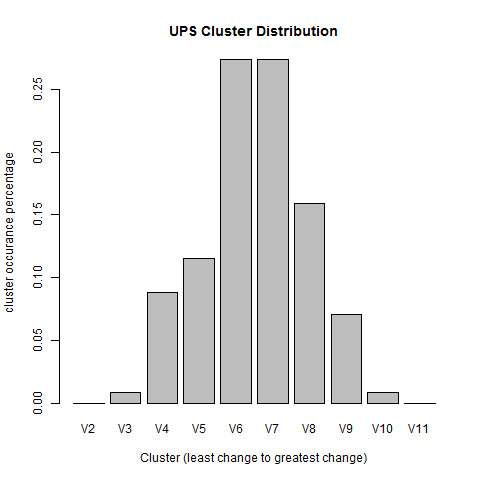 UPS Cluster Distribution
cluster occurance percentage
0.25
0.20
0.15
0.10
0.05
0.00
V2 V3 V4 V5 V6 V7 V8 V9 V10 V11
Cluster (least change to greatest change)